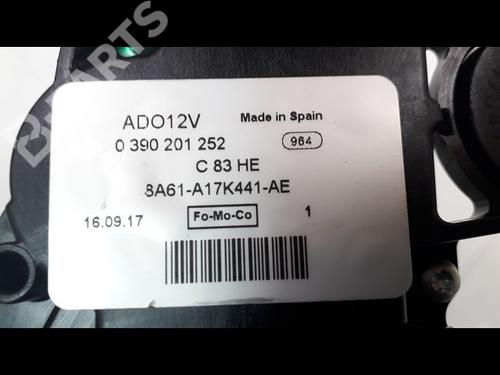 B-PARTS
ADO12V Made in Spain
0 390 201 252 964
C 83 HE
8A61-A17K441-AE
16.09.17 Fo-Mo-Co 1